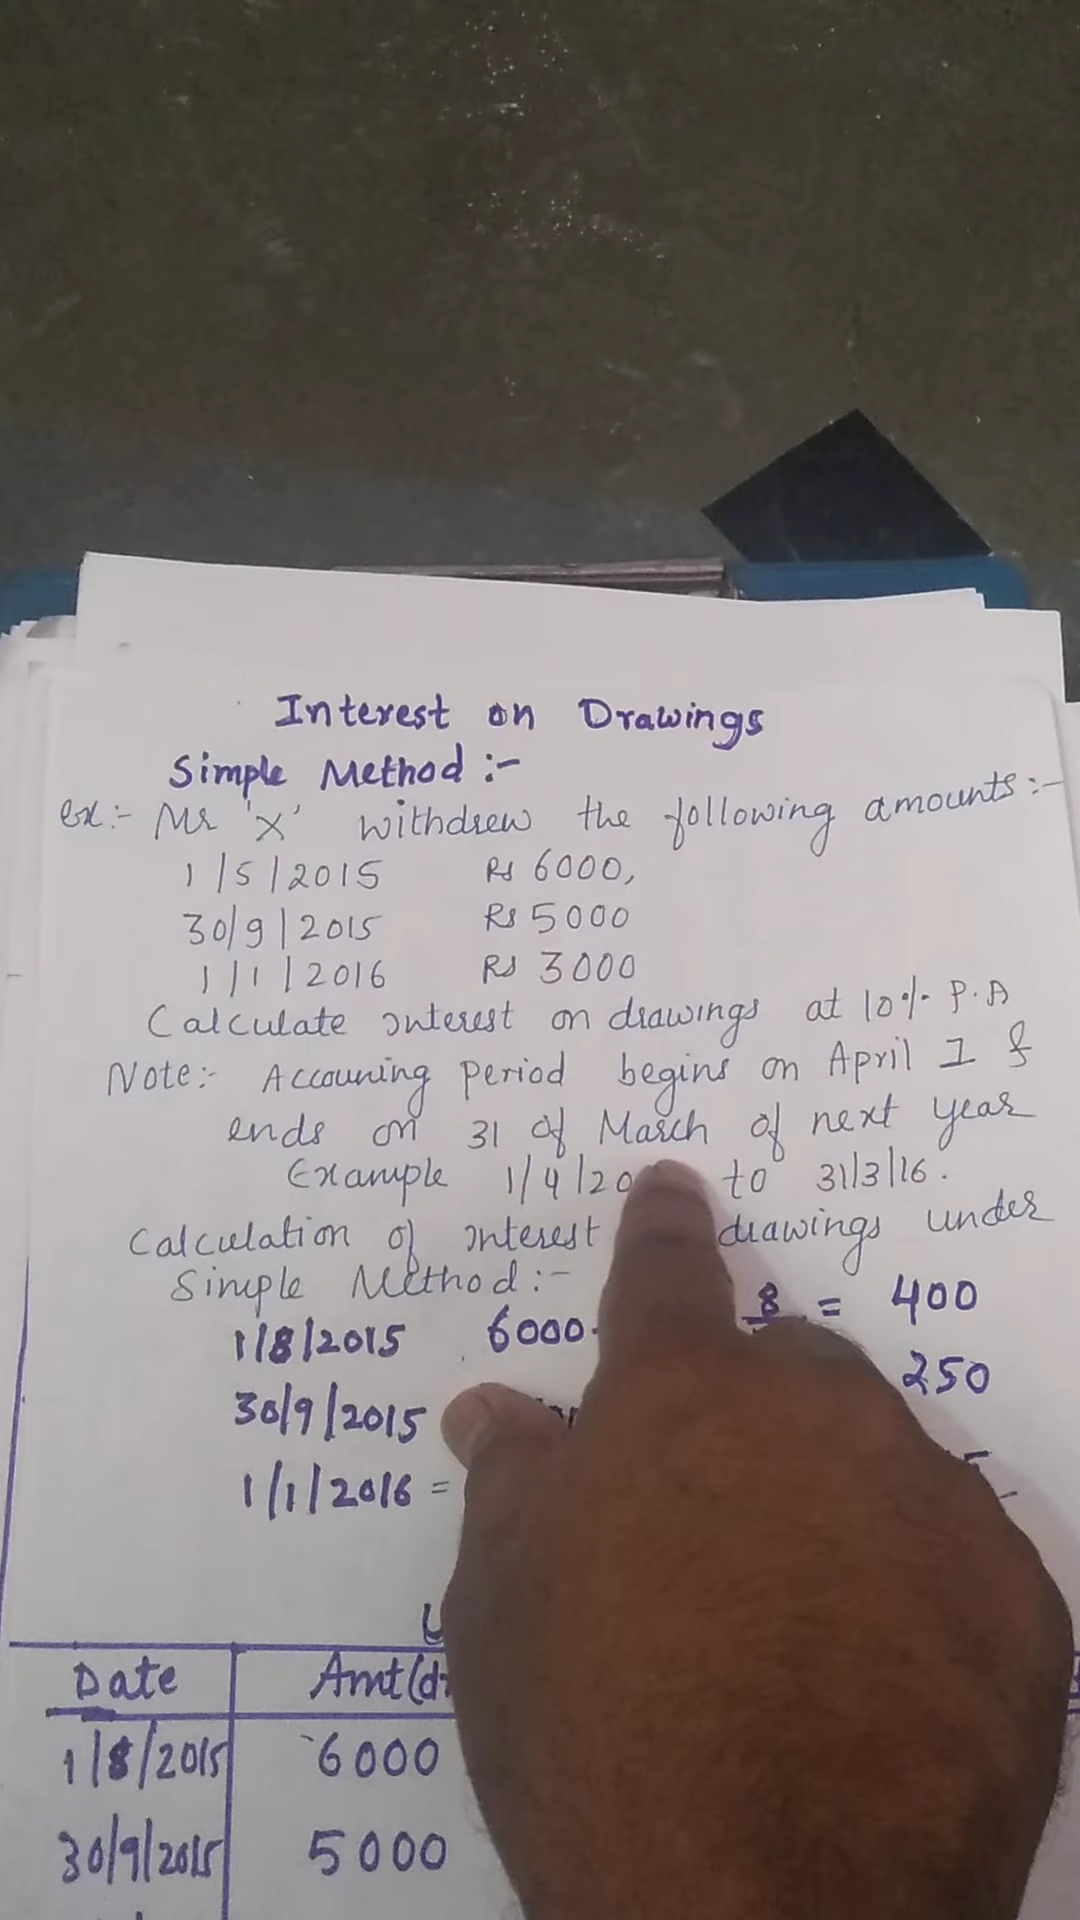 Interest on Drawings
Simple Method :-
ex:- Mr 'X' withdrew the following amounts :-
1/5/2015 Rs 6000,
30/9/2015 Rs 5000
1/1/2016 Rs 3000
Calculate interest on drawings at 10% P.A
Note:- Accouning period begins on April 1 &
ends on 31 of March of next year
Example 1/4/20 to 31/3/16.
Calculation of interest drawings under
Simple Method :-
1/8/2015 6000 8 = 400
30/9/2015 250
1/1/2016 =
Date Amt(dr
1/8/2015 6000
30/9/2015 5000